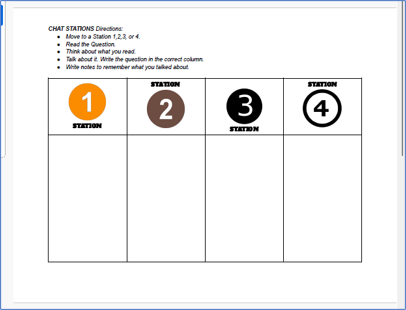 CHAT STATIONS Directions:
● Move to a Station 1,2,3, or 4.
● Read the Question.
● Think about what you read.
● Talk about it. Write the question in the correct column.
● Write notes to remember what you talked about.
1
STATION
STATION
2
3
STATION
STATION
4